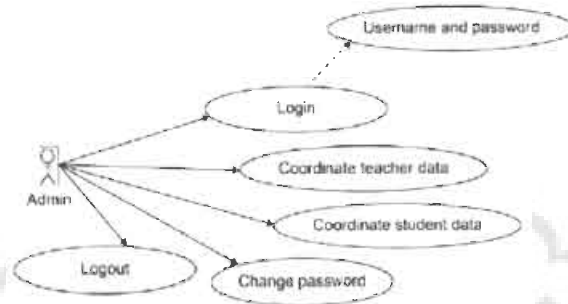 Username and password
Login
Coordinate teacher data
Admin
Coordinate student data
Logout
Change password